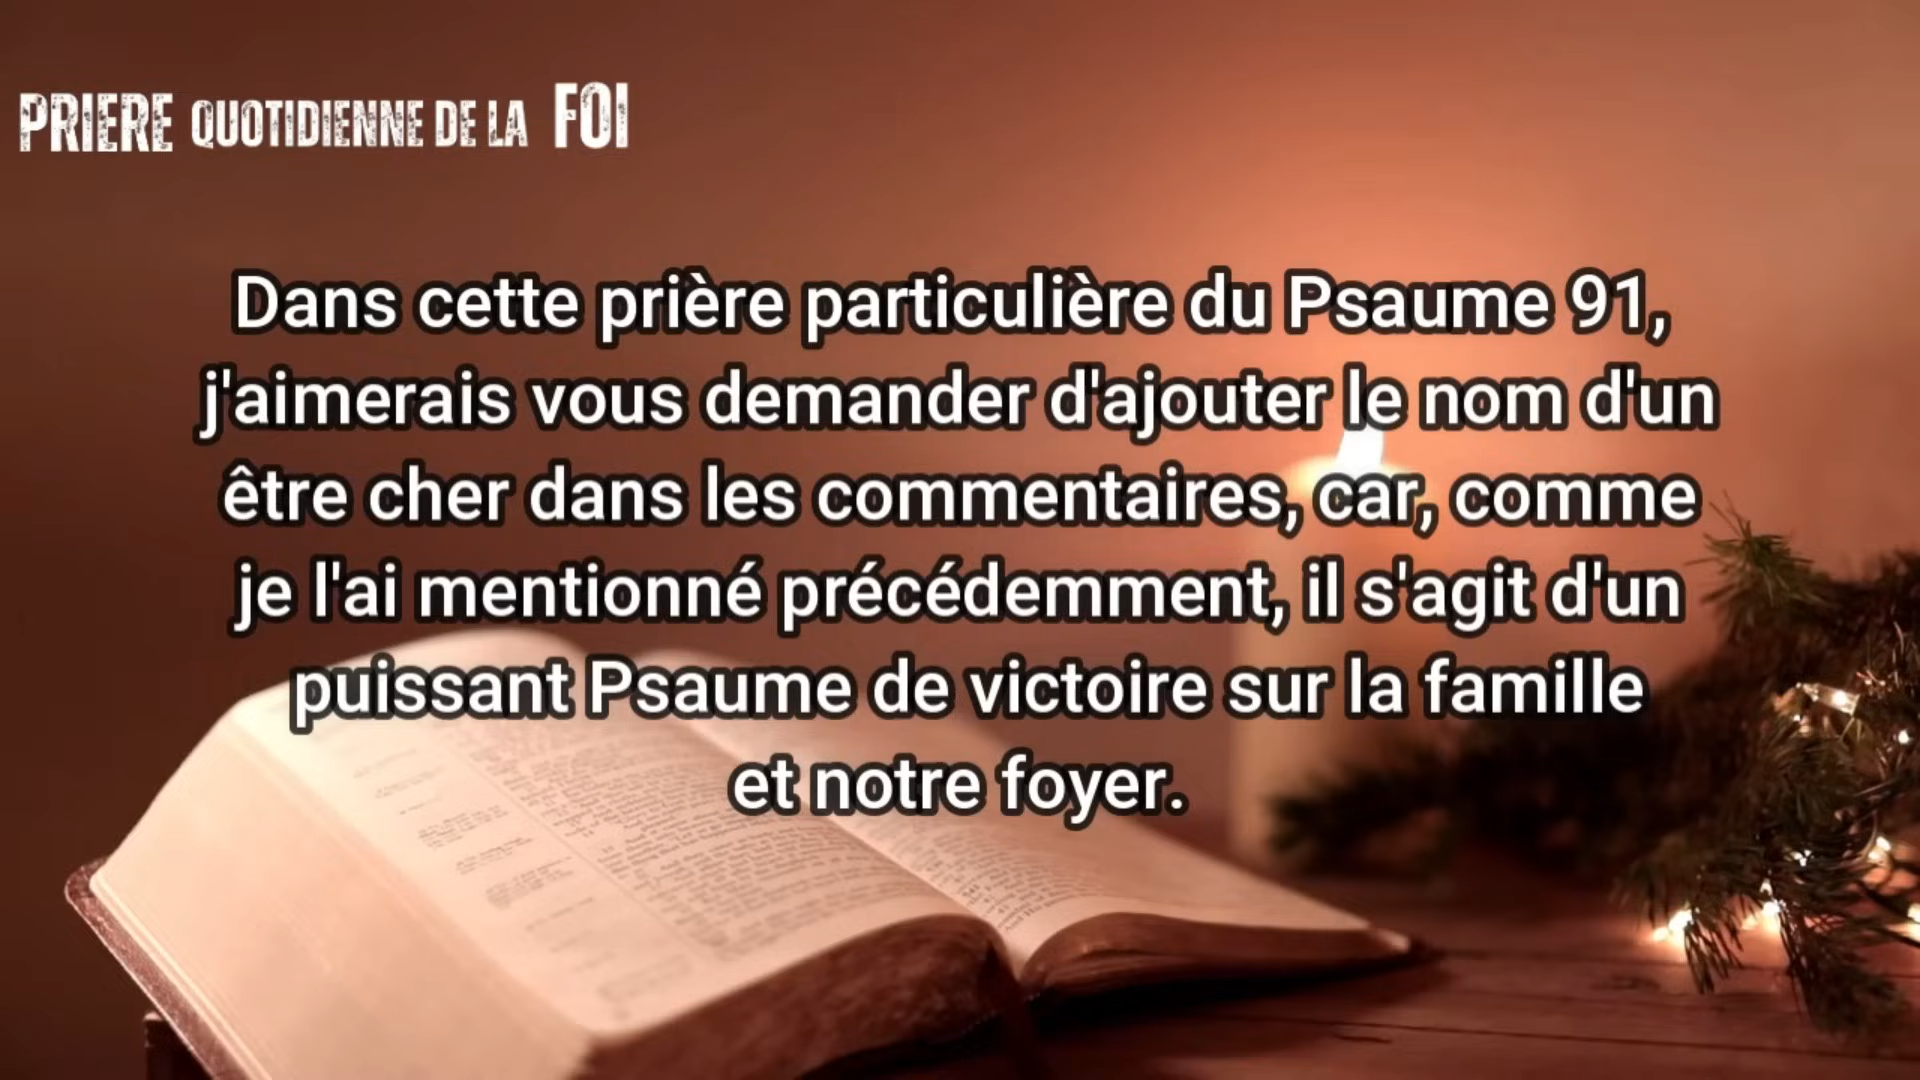 PRIERE QUOTIDIENNE DE LA FOI
Dans cette prière particulière du Psaume 91,
j'aimerais vous demander d'ajouter le nom d'un
être cher dans les commentaires, car, comme
je l'ai mentionné précédemment, il s'agit d'un
puissant Psaume de victoire sur la famille
et notre foyer.